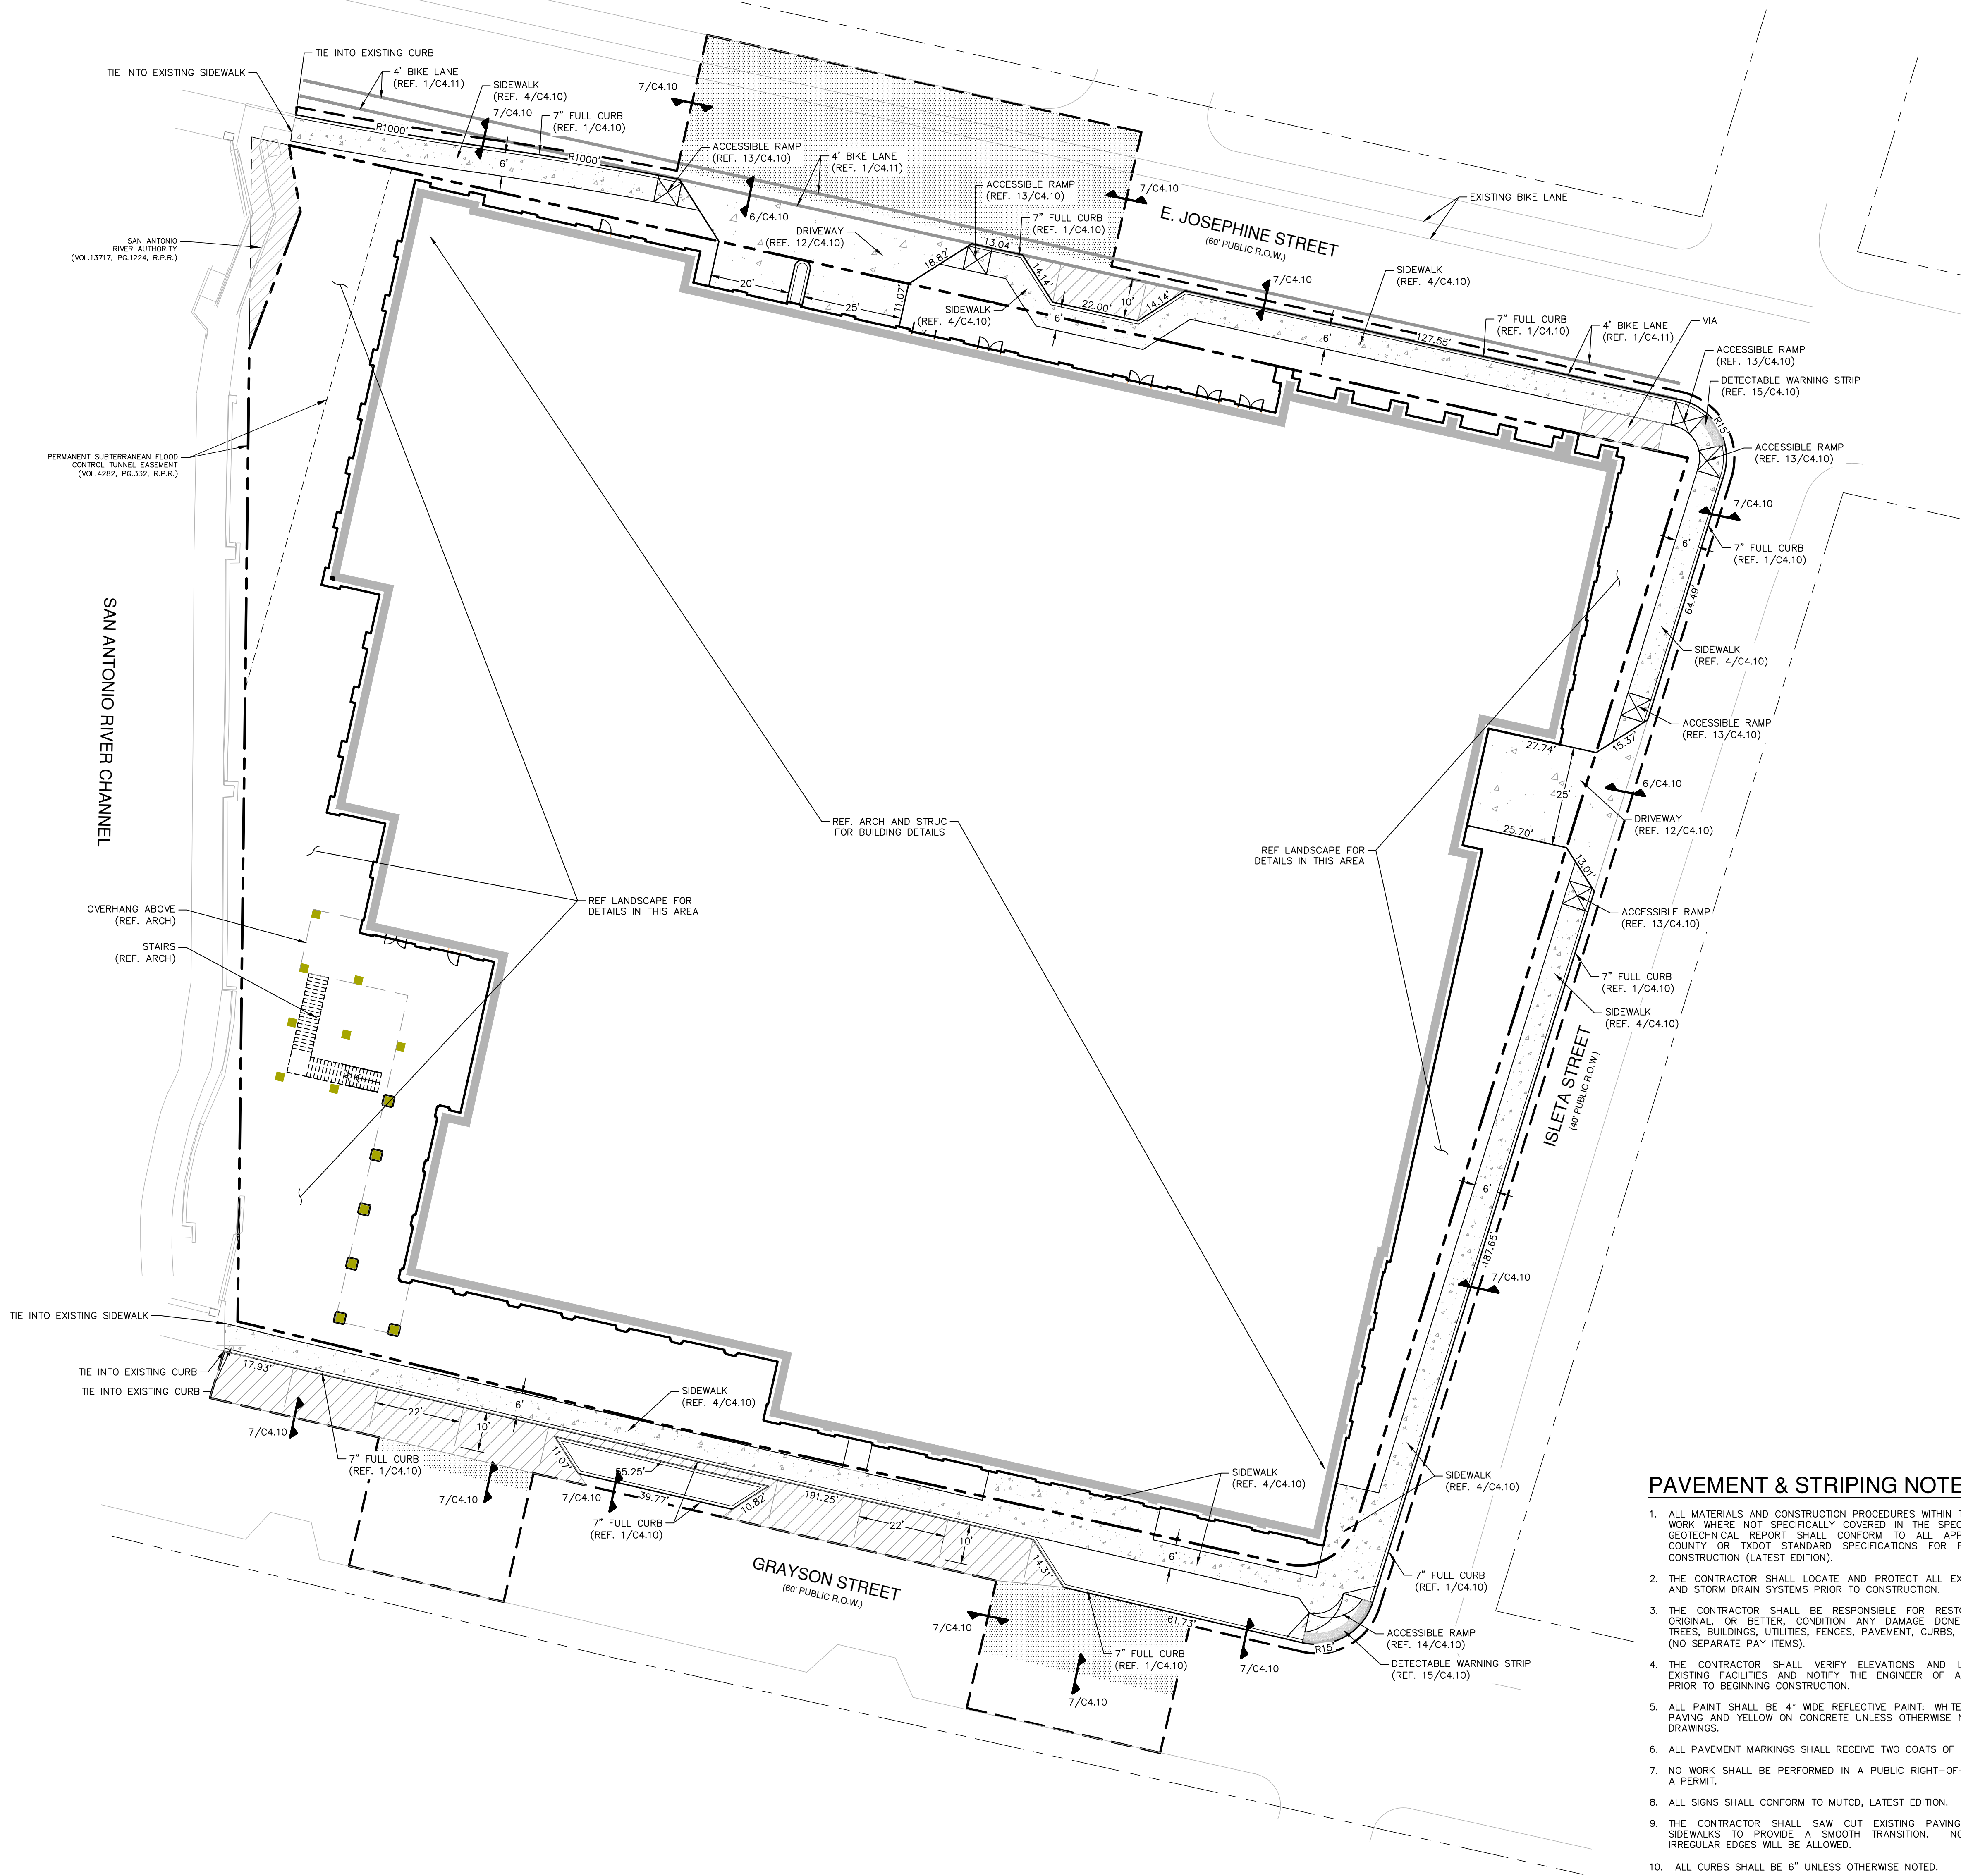 TIE INTO EXISTING CURB
TIE INTO EXISTING SIDEWALK
4' BIKE LANE
(REF. 1/C4.11)
SIDEWALK
(REF. 4/C4.10)
7/C4.10
7" FULL CURB
(REF. 1/C4.10)
7/C4.10
R1000'
R1000'
6'
ACCESSIBLE RAMP
(REF. 13/C4.10)
4' BIKE LANE
(REF. 1/C4.11)
6/C4.10
ACCESSIBLE RAMP
(REF. 13/C4.10)
7/C4.10
7" FULL CURB
(REF. 1/C4.10)
E. JOSEPHINE STREET
(60' PUBLIC R.O.W.)
EXISTING BIKE LANE
DRIVEWAY
(REF. 12/C4.10)
13.04'
18.82'
14.14'
22.00'
10'
14.14'
20'
25'
11.07'
SIDEWALK
(REF. 4/C4.10)
6'
7/C4.10
SIDEWALK
(REF. 4/C4.10)
7" FULL CURB
(REF. 1/C4.10)
4' BIKE LANE
(REF. 1/C4.11)
VIA
6'
127.55'
ACCESSIBLE RAMP
(REF. 13/C4.10)
DETECTABLE WARNING STRIP
(REF. 15/C4.10)
R15'
ACCESSIBLE RAMP
(REF. 13/C4.10)
7/C4.10
6'
7" FULL CURB
(REF. 1/C4.10)
64.49'
SIDEWALK
(REF. 4/C4.10)
ACCESSIBLE RAMP
(REF. 13/C4.10)
15.37'
27.74'
6/C4.10
25'
DRIVEWAY
(REF. 12/C4.10)
25.70'
13.01'
ACCESSIBLE RAMP
(REF. 13/C4.10)
7" FULL CURB
(REF. 1/C4.10)
SIDEWALK
(REF. 4/C4.10)
ISLETA STREET
(40' PUBLIC R.O.W.)
6'
187.65'
7/C4.10
SAN ANTONIO
RIVER AUTHORITY
(VOL.13717, PG.1224, R.P.R.)
PERMANENT SUBTERRANEAN FLOOD
CONTROL TUNNEL EASEMENT
(VOL.4282, PG.332, R.P.R.)
SAN ANTONIO RIVER CHANNEL
REF. ARCH AND STRUC
FOR BUILDING DETAILS
REF LANDSCAPE FOR
DETAILS IN THIS AREA
REF LANDSCAPE FOR
DETAILS IN THIS AREA
OVERHANG ABOVE
(REF. ARCH)
STAIRS
(REF. ARCH)
TIE INTO EXISTING SIDEWALK
TIE INTO EXISTING CURB
TIE INTO EXISTING CURB
17.93'
7/C4.10
22'
10'
6'
SIDEWALK
(REF. 4/C4.10)
7" FULL CURB
(REF. 1/C4.10)
7/C4.10
11.07'
55.25'
39.77'
10.82'
7/C4.10
7" FULL CURB
(REF. 1/C4.10)
191.25'
22'
10'
14.31'
GRAYSON STREET
(60' PUBLIC R.O.W.)
SIDEWALK
(REF. 4/C4.10)
6'
SIDEWALK
(REF. 4/C4.10)
7" FULL CURB
(REF. 1/C4.10)
7/C4.10
61.73'
7" FULL CURB
(REF. 1/C4.10)
7/C4.10
7/C4.10
R15'
ACCESSIBLE RAMP
(REF. 14/C4.10)
DETECTABLE WARNING STRIP
(REF. 15/C4.10)
PAVEMENT & STRIPING NOTE
1. ALL MATERIALS AND CONSTRUCTION PROCEDURES WITHIN
WORK WHERE NOT SPECIFICALLY COVERED IN THE
GEOTECHNICAL REPORT SHALL CONFORM TO ALL
COUNTY OR TXDOT STANDARD SPECIFICATIONS FOR
CONSTRUCTION (LATEST EDITION).
2. THE CONTRACTOR SHALL LOCATE AND PROTECT ALL
AND STORM DRAIN SYSTEMS PRIOR TO CONSTRUCTION.
3. THE CONTRACTOR SHALL BE RESPONSIBLE FOR
ORIGINAL, OR BETTER, CONDITION ANY DAMAGE DONE
TREES, BUILDINGS, UTILITIES, FENCES, PAVEMENT, CURBS,
(NO SEPARATE PAY ITEMS).
4. THE CONTRACTOR SHALL VERIFY ELEVATIONS AND
EXISTING FACILITIES AND NOTIFY THE ENGINEER OF
PRIOR TO BEGINNING CONSTRUCTION.
5. ALL PAINT SHALL BE 4" WIDE REFLECTIVE PAINT: WHITE
PAVING AND YELLOW ON CONCRETE UNLESS OTHERWISE
DRAWINGS.
6. ALL PAVEMENT MARKINGS SHALL RECEIVE TWO COATS OF
7. NO WORK SHALL BE PERFORMED IN A PUBLIC RIGHT-OF-
A PERMIT.
8. ALL SIGNS SHALL CONFORM TO MUTCD, LATEST EDITION.
9. THE CONTRACTOR SHALL SAW CUT EXISTING PAVING
SIDEWALKS TO PROVIDE A SMOOTH TRANSITION.
IRREGULAR EDGES WILL BE ALLOWED.
10. ALL CURBS SHALL BE 6" UNLESS OTHERWISE NOTED.